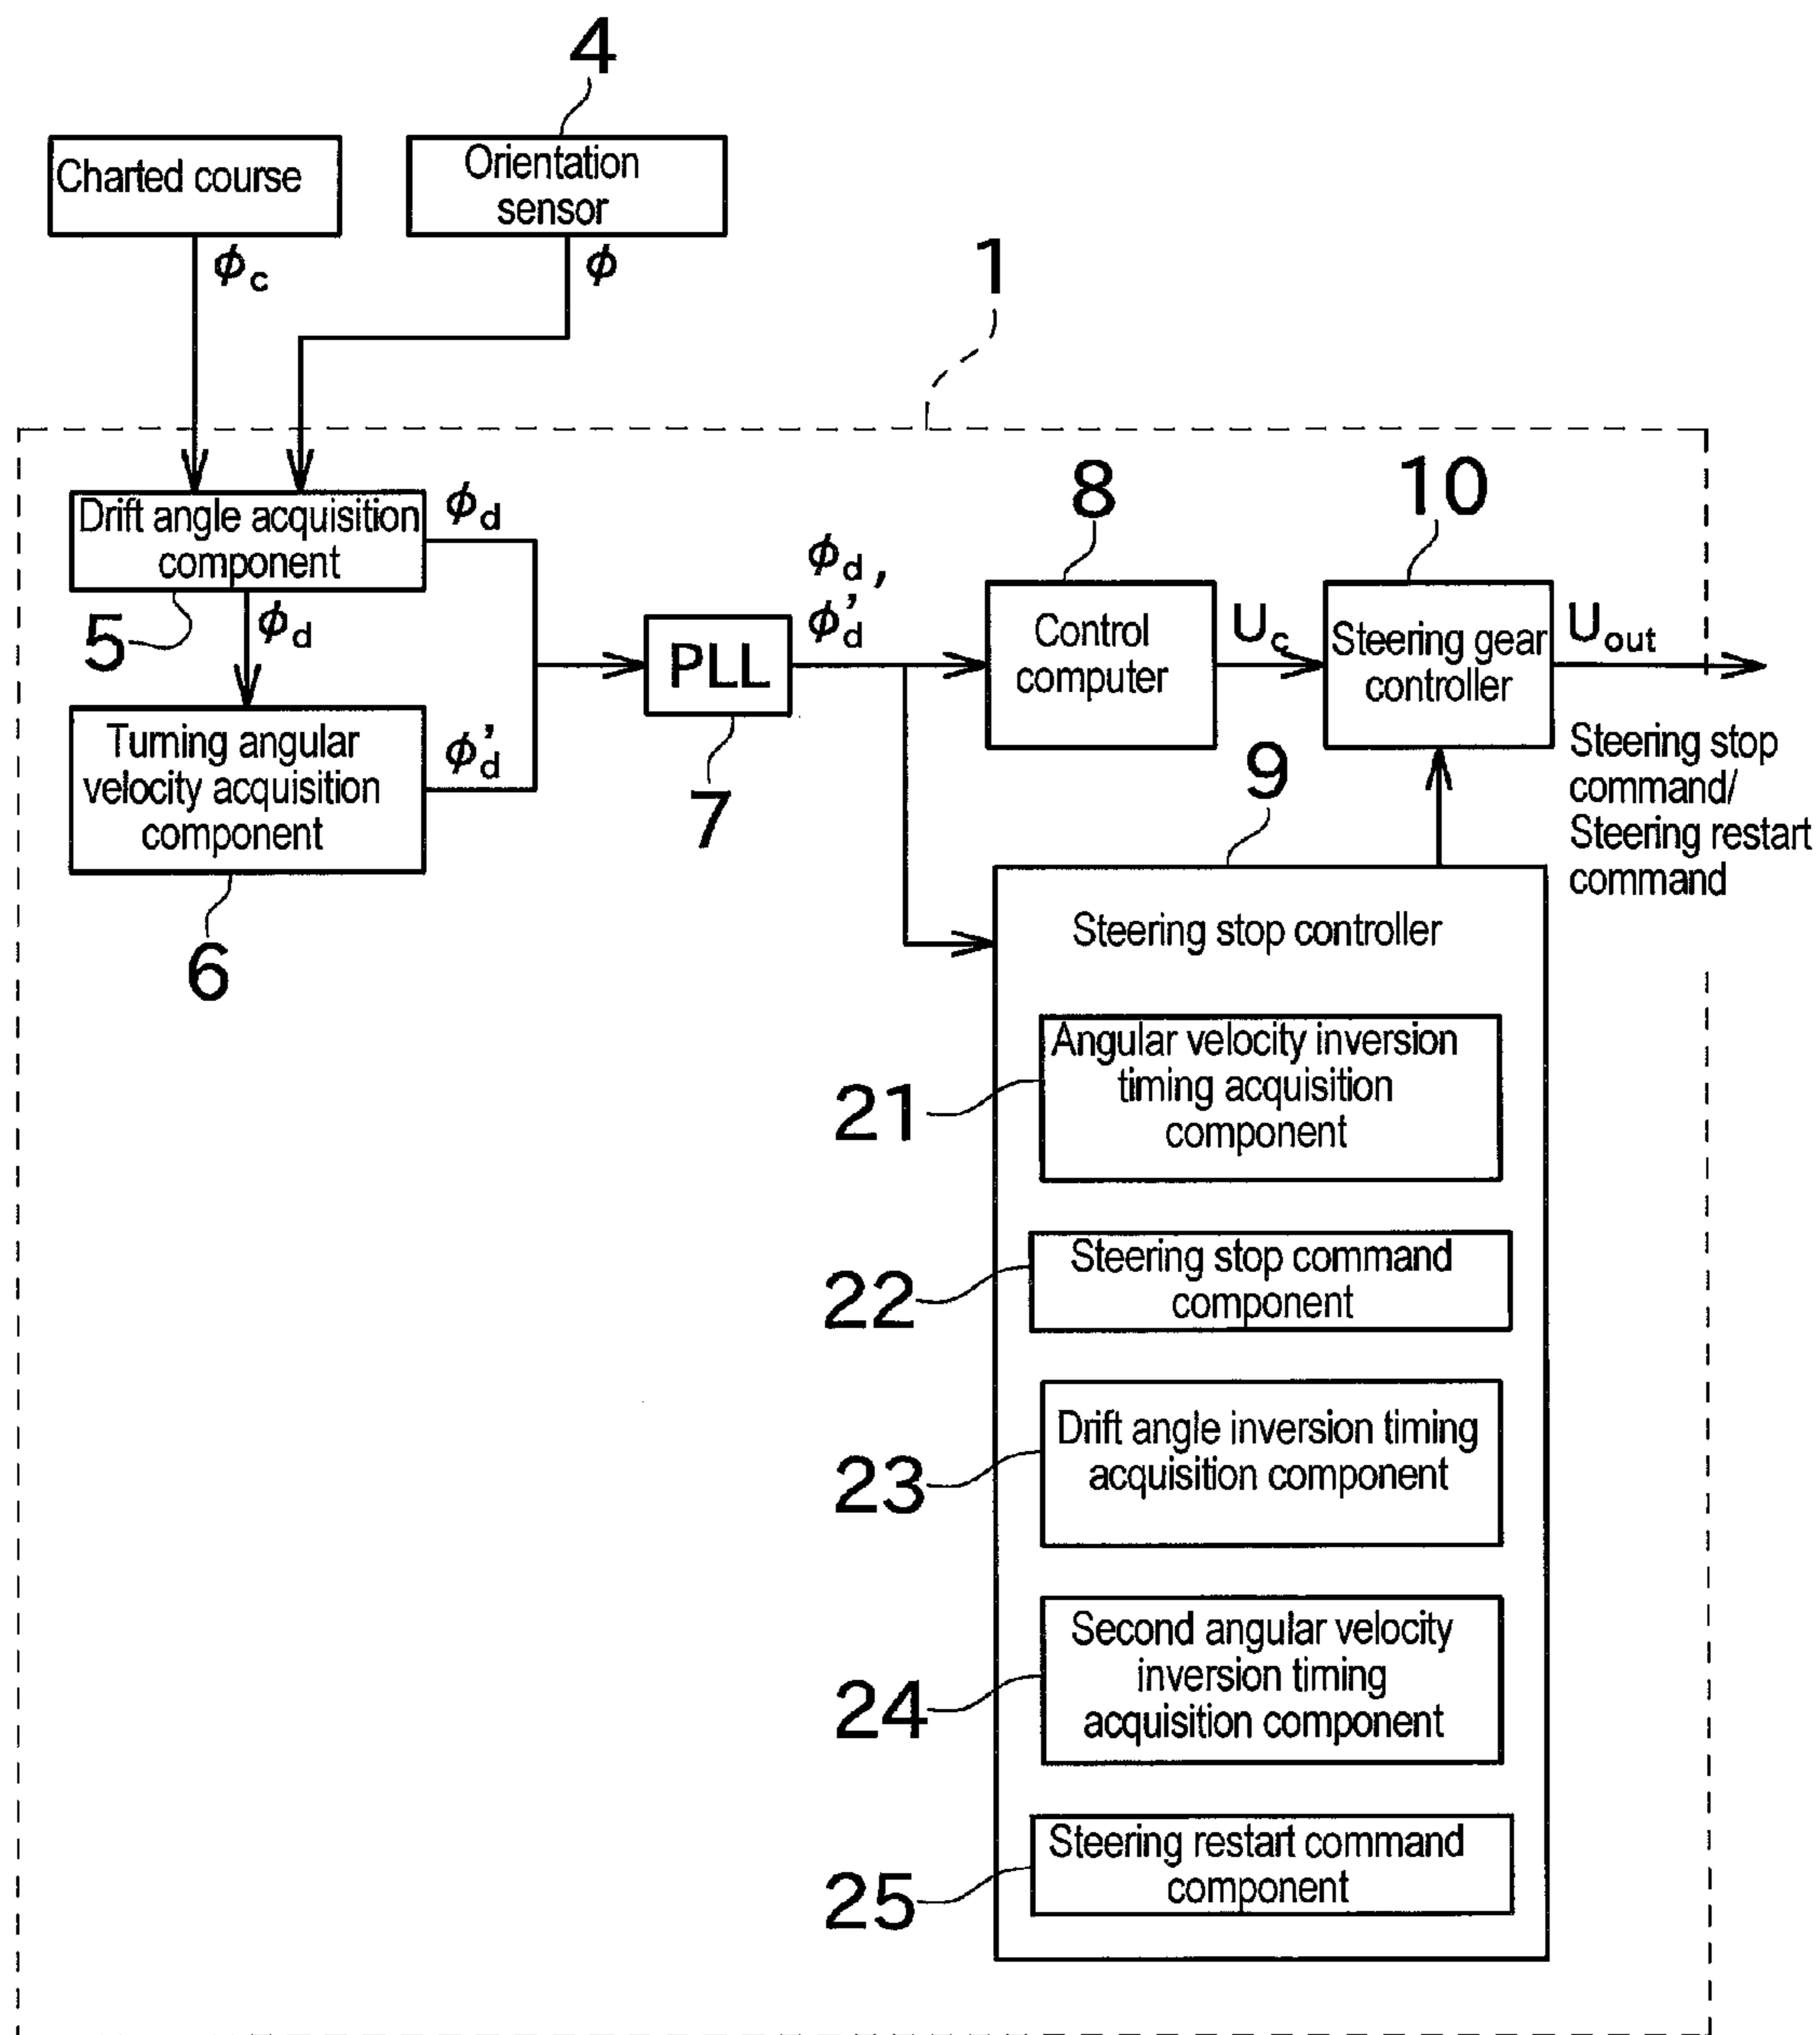 4
Charted course
Orientation
sensor
ϕc
ϕ
1
Drift angle acquisition
component
5
ϕd
ϕd
Turning angular
velocity acquisition
component
6
ϕ'd
PLL
7
ϕd,
ϕ'd
8
Control
computer
Uc
10
Steering gear
controller
Uout
Steering stop
command/
Steering restart
command
9
Steering stop controller
21
Angular velocity inversion
timing acquisition
component
22
Steering stop command
component
23
Drift angle inversion timing
acquisition component
24
Second angular velocity
inversion timing
acquisition component
25
Steering restart command
component